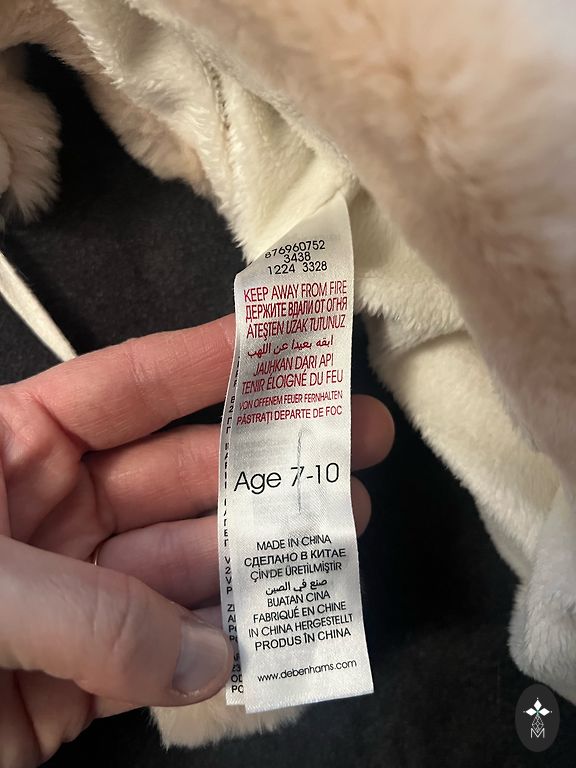 876960752
3438
1224 3328
KEEP AWAY FROM FIRE
ДЕРЖИТЕ ВДАЛИ ОТ ОГНЯ
ATEŞTEN UZAK TUTUNUZ
ابقه بعيدا عن اللهب
JAUHKAN DARI API
TENIR ÉLOIGNÉ DU FEU
VON OFFENEM FEUER FERNHALTEN
PĂSTRAȚI DEPARTE DE FOC
Age 7-10
MADE IN CHINA
СДЕЛАНО В КИТАЕ
ÇİN'DE ÜRETİLMİŞTİR
صنع في الصين
BUATAN CINA
FABRIQUÉ EN CHINE
IN CHINA HERGESTELLT
PRODUS ÎN CHINA
www.debenhams.com